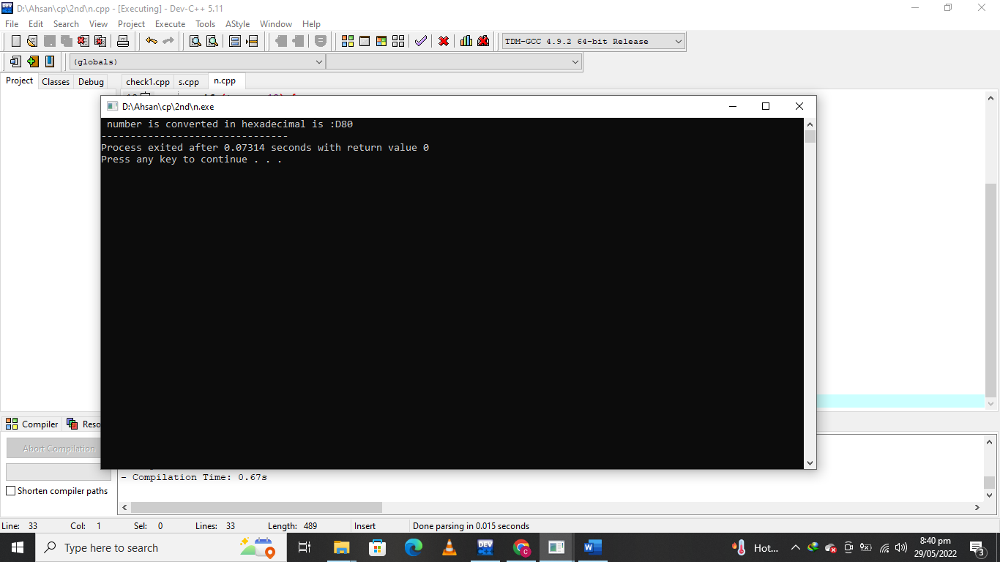 D:\Ahsan\cp\2nd\n.cpp - [Executing] - Dev-C++ 5.11
File Edit Search View Project Execute Tools AStyle Window Help
TDM-GCC 4.9.2 64-bit Release
(globals)
Project Classes Debug check1.cpp s.cpp n.cpp
D:\Ahsan\cp\2nd\n.exe
number is converted in hexadecimal is :D80
--------------------------------
Process exited after 0.07314 seconds with return value 0
Press any key to continue . . .
Compiler Reso
Abort Compilation
- Compilation Time: 0.67s
Shorten compiler paths
Line: 33 Col: 1 Sel: 0 Lines: 33 Length: 489 Insert Done parsing in 0.015 seconds
Type here to search
DEV
Hot...
8:40 pm
29/05/2022
3